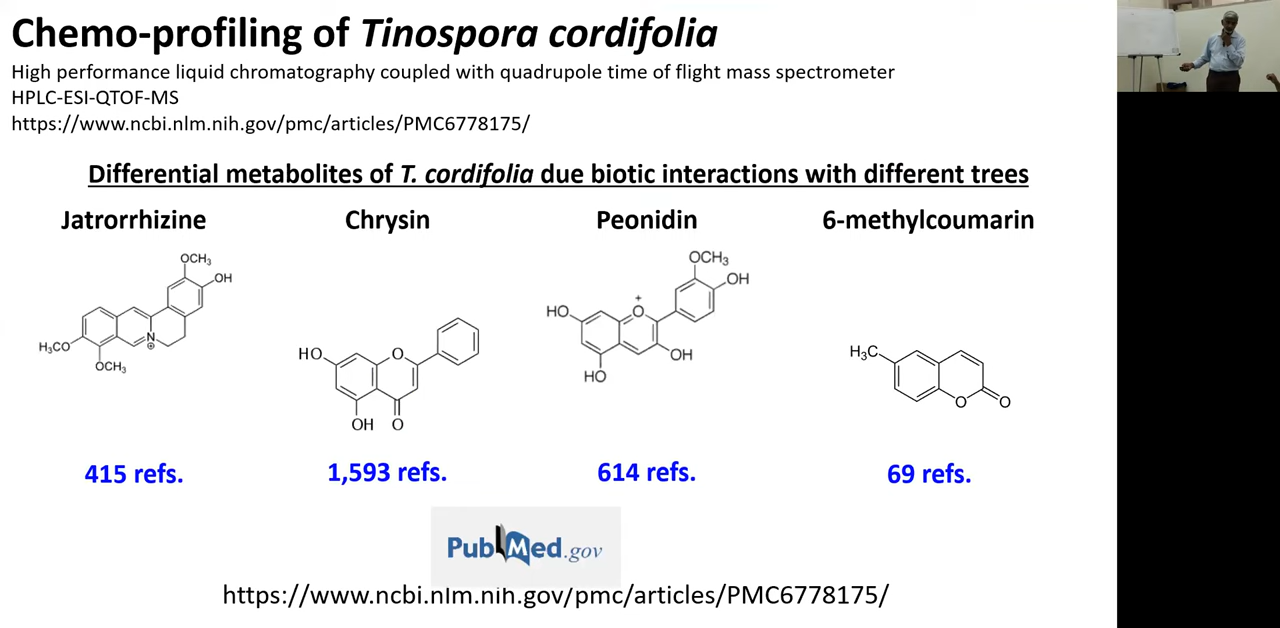 Chemo-profiling of Tinospora cordifolia
High performance liquid chromatography coupled with quadrupole time of flight mass spectrometer
HPLC-ESI-QTOF-MS
https://www.ncbi.nlm.nih.gov/pmc/articles/PMC6778175/
Differential metabolites of T. cordifolia due biotic interactions with different trees
Jatrorrhizine Chrysin Peonidin 6-methylcoumarin
OCH₃
OH
N
H₃CO
OCH₃
HO
O
OH
O
OCH₃
OH
HO
+
O
OH
HO
H₃C
O
O
415 refs. 1,593 refs. 614 refs. 69 refs.
PubMed.gov
https://www.ncbi.nlm.nih.gov/pmc/articles/PMC6778175/